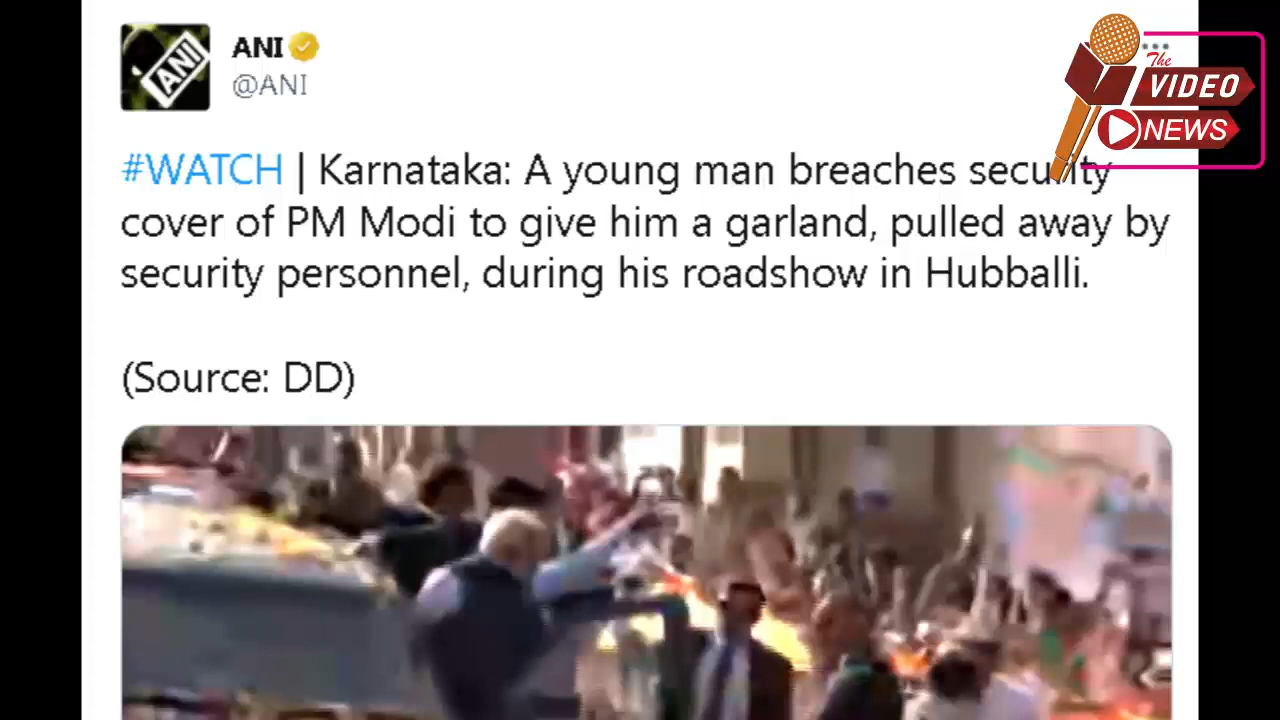 ANI
ANI
@ANI
The
VIDEO
NEWS
#WATCH | Karnataka: A young man breaches security
cover of PM Modi to give him a garland, pulled away by
security personnel, during his roadshow in Hubballi.
(Source: DD)